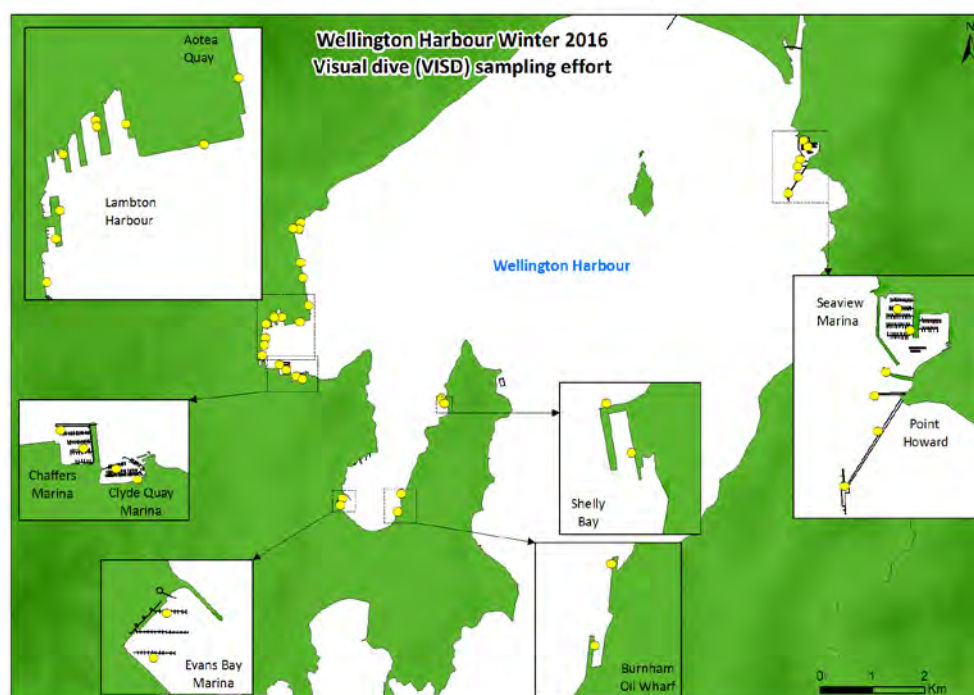 Wellington Harbour Winter 2016
Visual dive (VISD) sampling effort
N
Aotea
Quay
Lambton
Harbour
Wellington Harbour
Seaview
Marina
Point
Howard
Chaffers
Marina
Clyde Quay
Marina
Shelly
Bay
Evans Bay
Marina
Burnham
Oil Wharf
0 1 2
Km